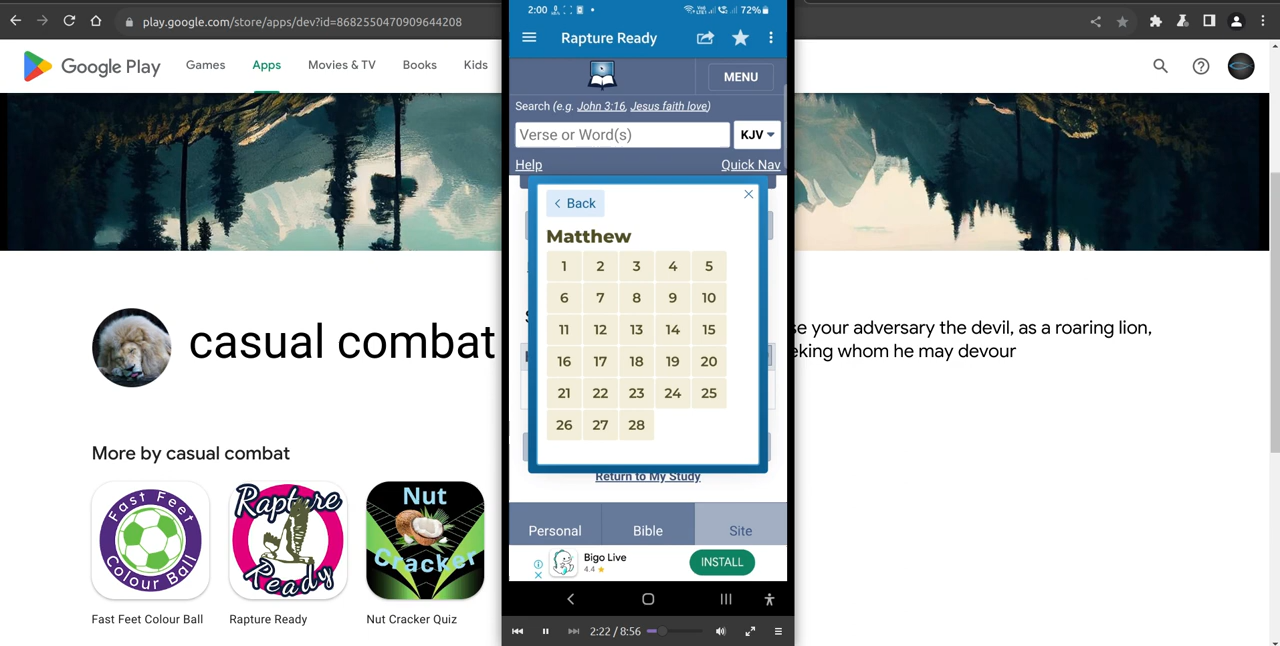 play.google.com/store/apps/dev?id=8682550470909644208
Google Play
Games
Apps
Movies & TV
Books
Kids
casual combat
se your adversary the devil, as a roaring lion,
eking whom he may devour
More by casual combat
Fast Feet
Colour Ball
Rapture
Ready
Nut
Cracker
Fast Feet Colour Ball
Rapture Ready
Nut Cracker Quiz
2:00
72%
Rapture Ready
MENU
Search (e.g. John 3:16, Jesus faith love)
Verse or Word(s)
KJV
Help
Quick Nav
Back
Matthew
1 2 3 4 5
6 7 8 9 10
11 12 13 14 15
16 17 18 19 20
21 22 23 24 25
26 27 28
Return to My Study
Personal
Bible
Site
Bigo Live
4.4
INSTALL
2:22 / 8:56